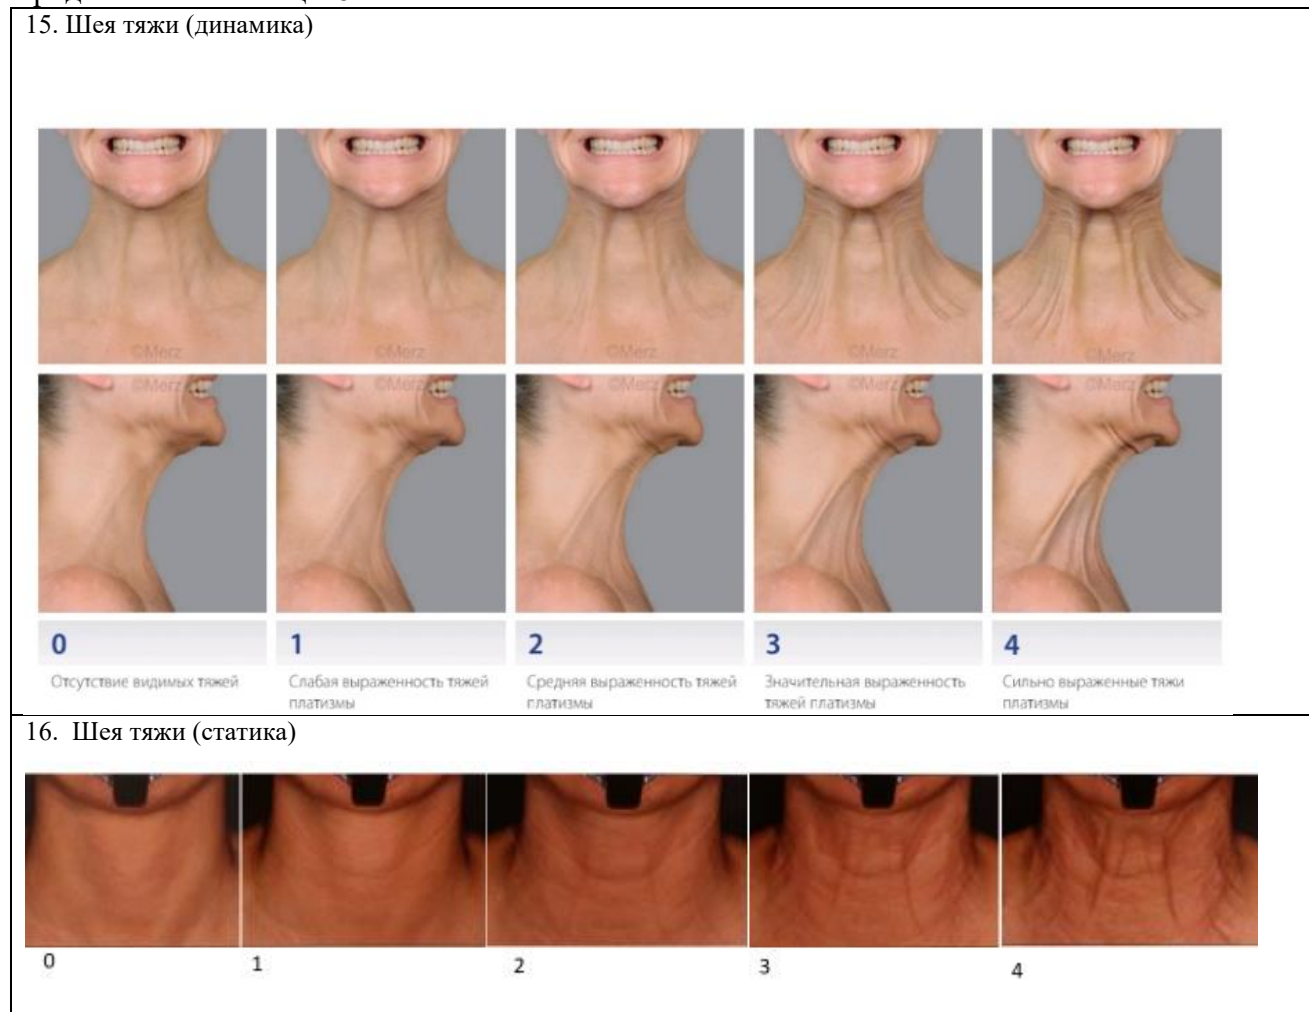 15. Шея тяжи (динамика)
©Merz ©Merz ©Merz ©Merz ©Merz
©Merz ©Merz ©Merz ©Merz ©Merz
0 1 2 3 4
Отсутствие видимых тяжей Слабая выраженность тяжей Средняя выраженность тяжей Значительная выраженность Сильно выраженные тяжи
платизмы платизмы тяжей платизмы платизмы
16. Шея тяжи (статика)
0 1 2 3 4